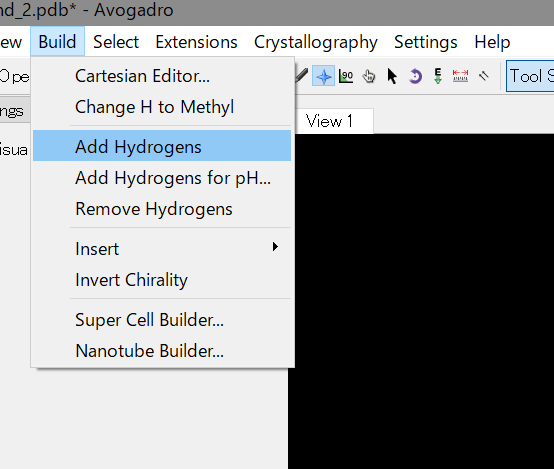 nd_2.pdb* - Avogadro
ew Build Select Extensions Crystallography Settings Help
Ope
90
E
Tool S
ngs
View 1
isua
Cartesian Editor...
Change H to Methyl
Add Hydrogens
Add Hydrogens for pH...
Remove Hydrogens
Insert
Invert Chirality
Super Cell Builder...
Nanotube Builder...